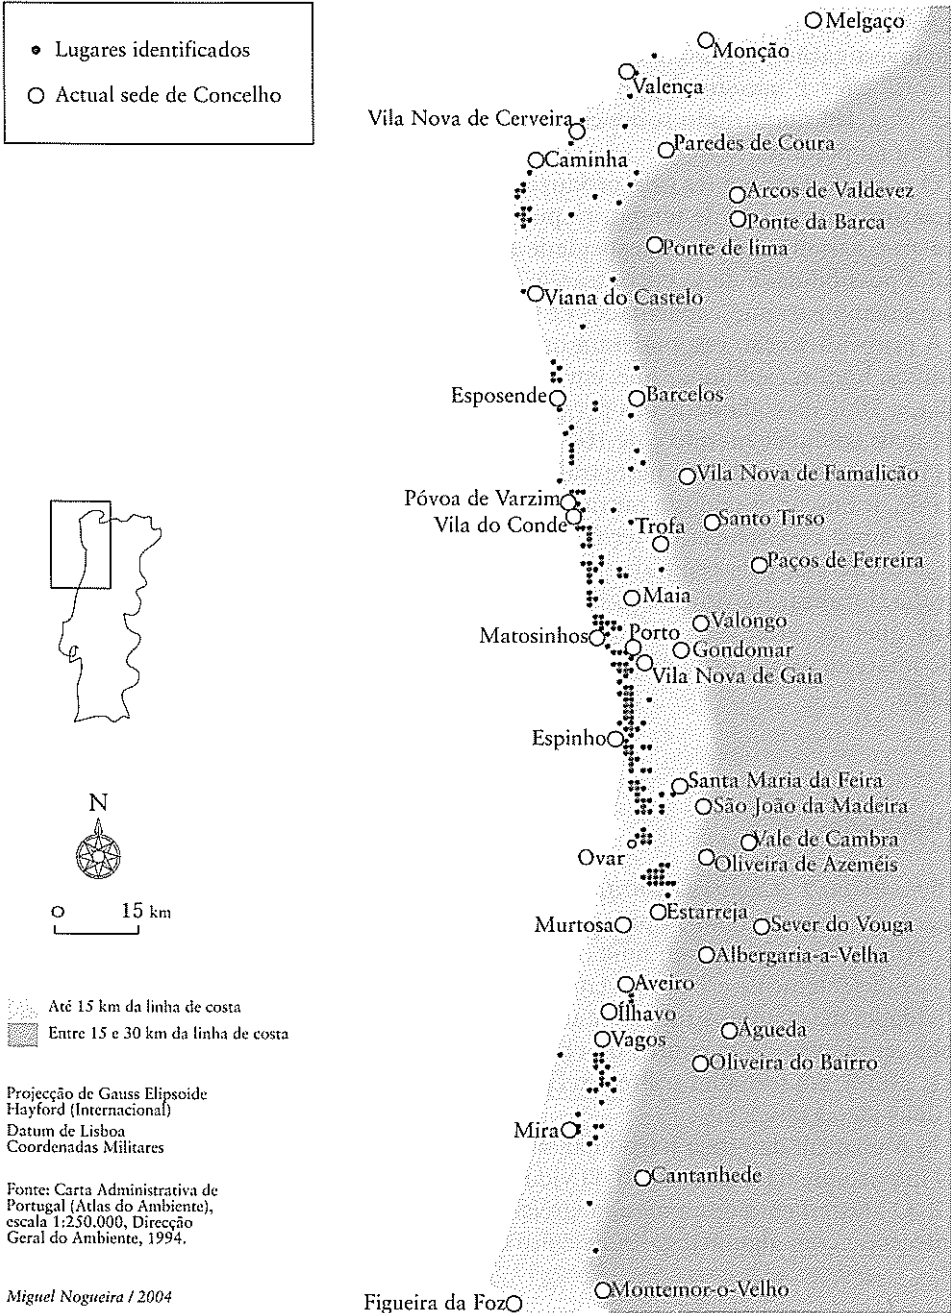 Lugares identificados
Actual sede de Concelho
Melgaço
Monção
Valença
Vila Nova de Cerveira
Paredes de Coura
Caminha
Arcos de Valdevez
Ponte da Barca
Ponte de lima
Viana do Castelo
Esposende
Barcelos
Vila Nova de Famalicão
Póvoa de Varzim
Vila do Conde
Santo Tirso
Trofa
Paços de Ferreira
Maia
Valongo
Matosinhos
Porto
Gondomar
Vila Nova de Gaia
Espinho
Santa Maria da Feira
São João da Madeira
Vale de Cambra
Ovar
Oliveira de Azeméis
Estarreja
Murtosa
Sever do Vouga
Albergaria-a-Velha
Aveiro
Ílhavo
Águeda
Vagos
Oliveira do Bairro
Mira
Cantanhede
Montemor-o-Velho
Figueira da Foz
N
0 15 km
Até 15 km da linha de costa
Entre 15 e 30 km da linha de costa
Projecção de Gauss Elipsoide
Hayford (Internacional)
Datum de Lisboa
Coordenadas Militares
Fonte: Carta Administrativa de
Portugal (Atlas do Ambiente),
escala 1:250.000, Direcção
Geral do Ambiente, 1994.
Miguel Nogueira / 2004